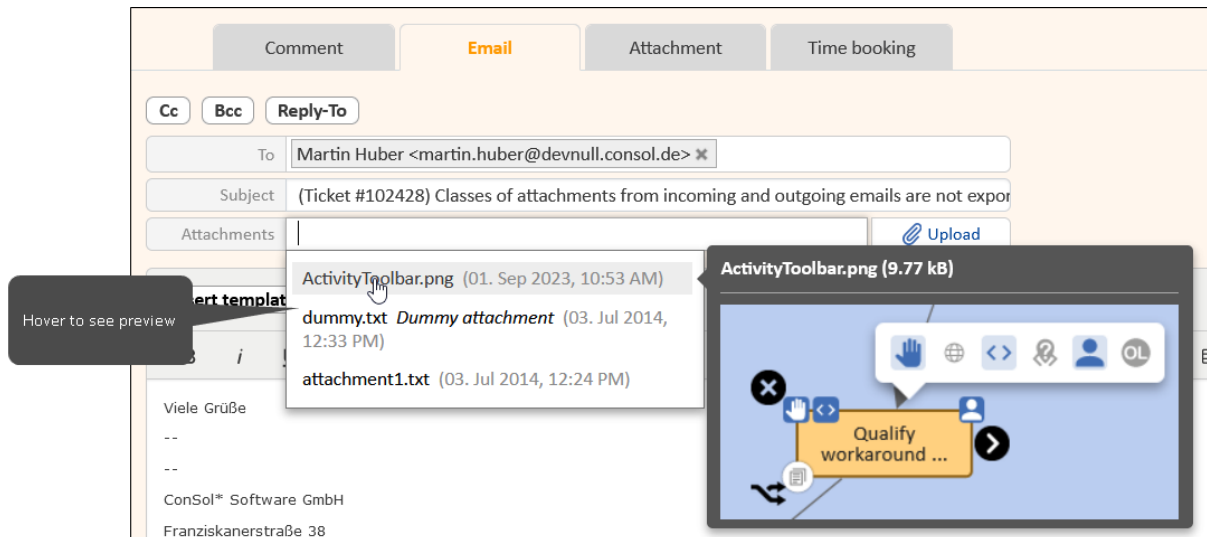 Comment Email Attachment Time booking
Cc Bcc Reply-To
To Martin Huber <martin.huber@devnull.consol.de>
Subject (Ticket #102428) Classes of attachments from incoming and outgoing emails are not expor
Attachments Upload
ActivityToolbar.png (01. Sep 2023, 10:53 AM)
dummy.txt Dummy attachment (03. Jul 2014,
12:33 PM)
attachment1.txt (03. Jul 2014, 12:24 PM)
Hover to see preview
ert templat
i
ActivityToolbar.png (9.77 kB)
OL
Qualify
workaround ...
Viele Grüße
--
--
ConSol* Software GmbH
Franziskanerstraße 38